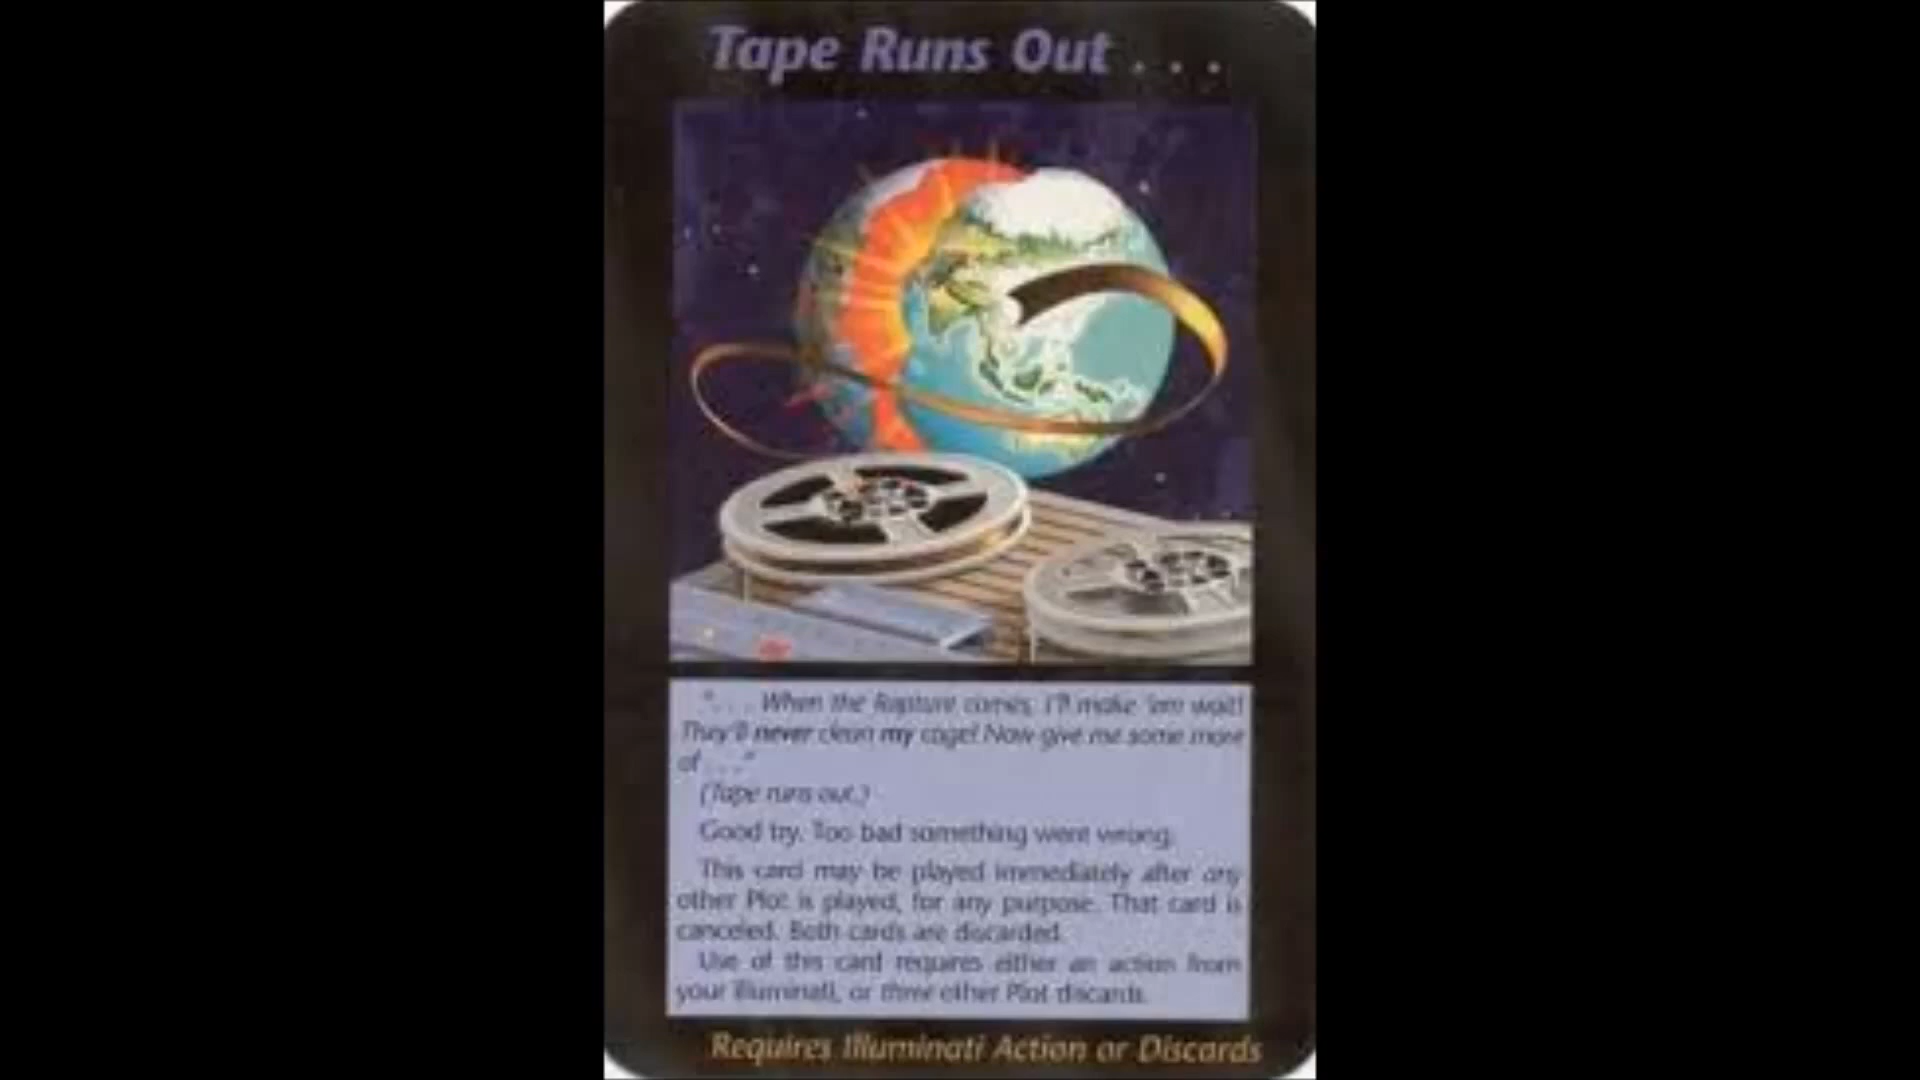 Tape Runs Out . . .
". . . When the Rapture comes, I'll make 'em wait!
They'll never clean my cage! Now give me some more
of . . ."
(Tape runs out.)
Good try. Too bad something went wrong.
This card may be played immediately after any
other Plot is played, for any purpose. That card is
canceled. Both cards are discarded.
Use of this card requires either an action from
your Illuminati, or three other Plot discards.
Requires Illuminati Action or Discards